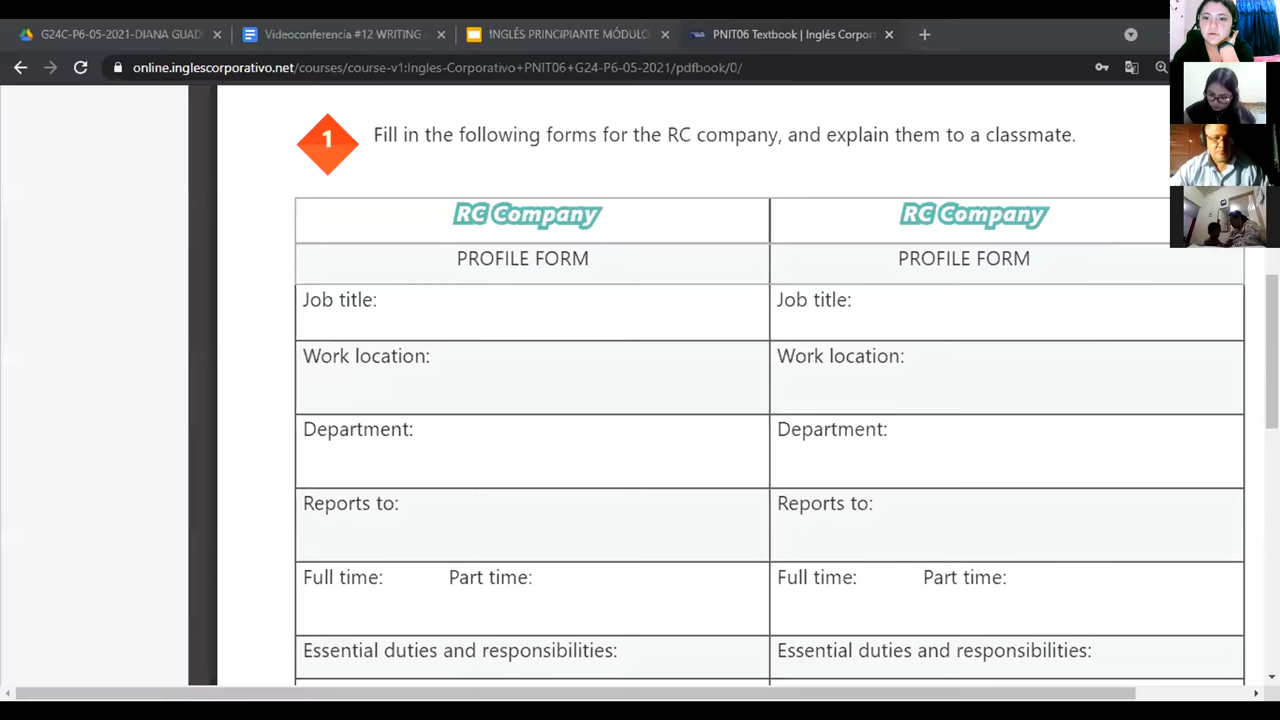 G24C-P6-05-2021-DIANA GUAD
Videoconferencia #12 WRITING
INGLÉS PRINCIPIANTE MÓDULO
PNIT06 Textbook | Inglés Corpor
online.inglescorporativo.net/courses/course-v1:Ingles-Corporativo+PNIT06+G24-P6-05-2021/pdfbook/0/
1 Fill in the following forms for the RC company, and explain them to a classmate.
RC Company RC Company
PROFILE FORM PROFILE FORM
Job title: Job title:
Work location: Work location:
Department: Department:
Reports to: Reports to:
Full time: Part time: Full time: Part time:
Essential duties and responsibilities: Essential duties and responsibilities: